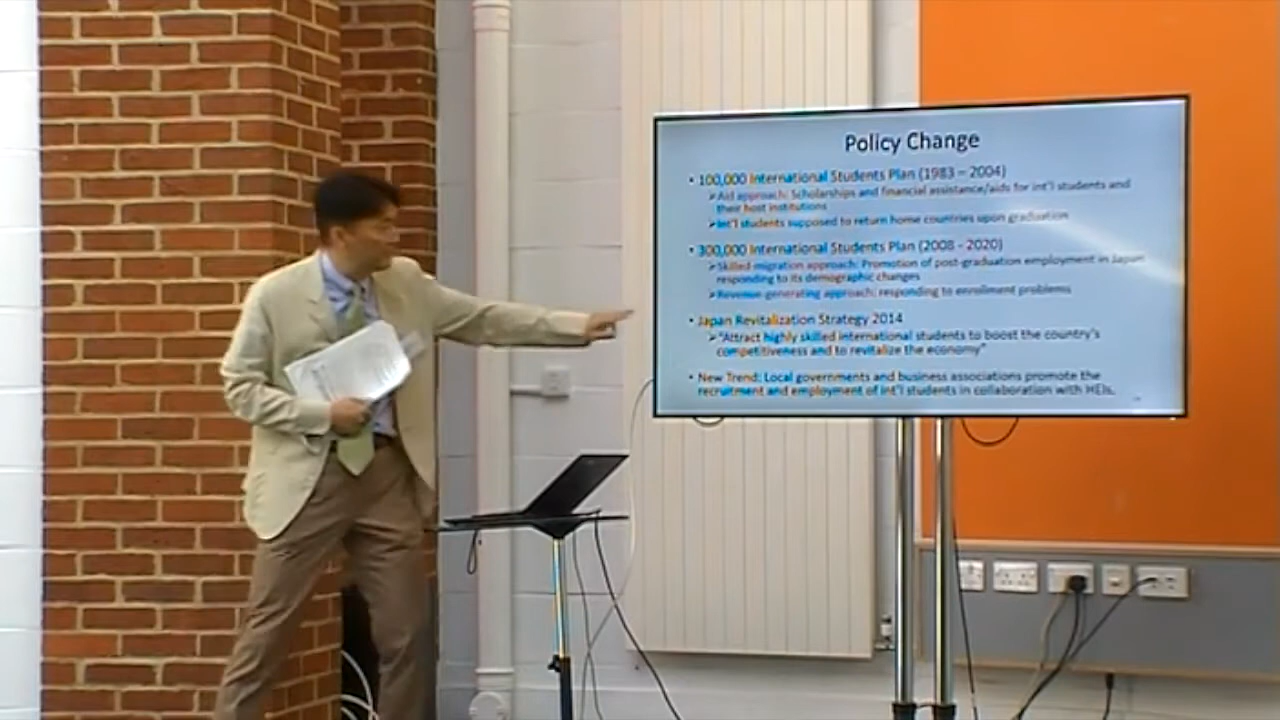 Policy Change
• 100,000 International Students Plan (1983 – 2004)
➢Aid approach: Scholarships and financial assistance/aids for int'l students and
their host institutions
➢Int'l students supposed to return home countries upon graduation
• 300,000 International Students Plan (2008 - 2020)
➢Skilled migration approach: Promotion of post-graduation employment in Japan
responding to its demographic changes
➢Revenue-generating approach: responding to enrollment problems
• Japan Revitalization Strategy 2014
➢"Attract highly skilled international students to boost the country's
competitiveness and to revitalize the economy"
• New Trend: Local governments and business associations promote the
recruitment and employment of int'l students in collaboration with HEIs.